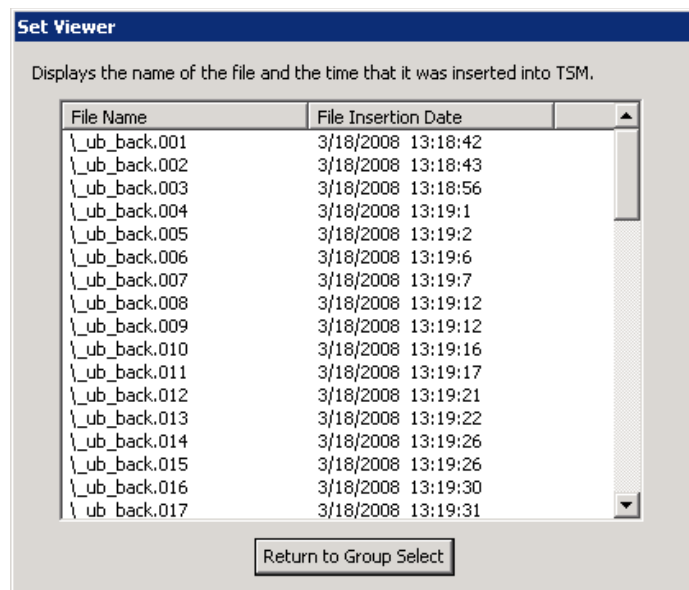 Set Viewer
Displays the name of the file and the time that it was inserted into TSM.
File Name File Insertion Date
\_ub_back.001 3/18/2008 13:18:42
\_ub_back.002 3/18/2008 13:18:43
\_ub_back.003 3/18/2008 13:18:56
\_ub_back.004 3/18/2008 13:19:1
\_ub_back.005 3/18/2008 13:19:2
\_ub_back.006 3/18/2008 13:19:6
\_ub_back.007 3/18/2008 13:19:7
\_ub_back.008 3/18/2008 13:19:12
\_ub_back.009 3/18/2008 13:19:12
\_ub_back.010 3/18/2008 13:19:16
\_ub_back.011 3/18/2008 13:19:17
\_ub_back.012 3/18/2008 13:19:21
\_ub_back.013 3/18/2008 13:19:22
\_ub_back.014 3/18/2008 13:19:26
\_ub_back.015 3/18/2008 13:19:26
\_ub_back.016 3/18/2008 13:19:30
\_ub_back.017 3/18/2008 13:19:31
Return to Group Select